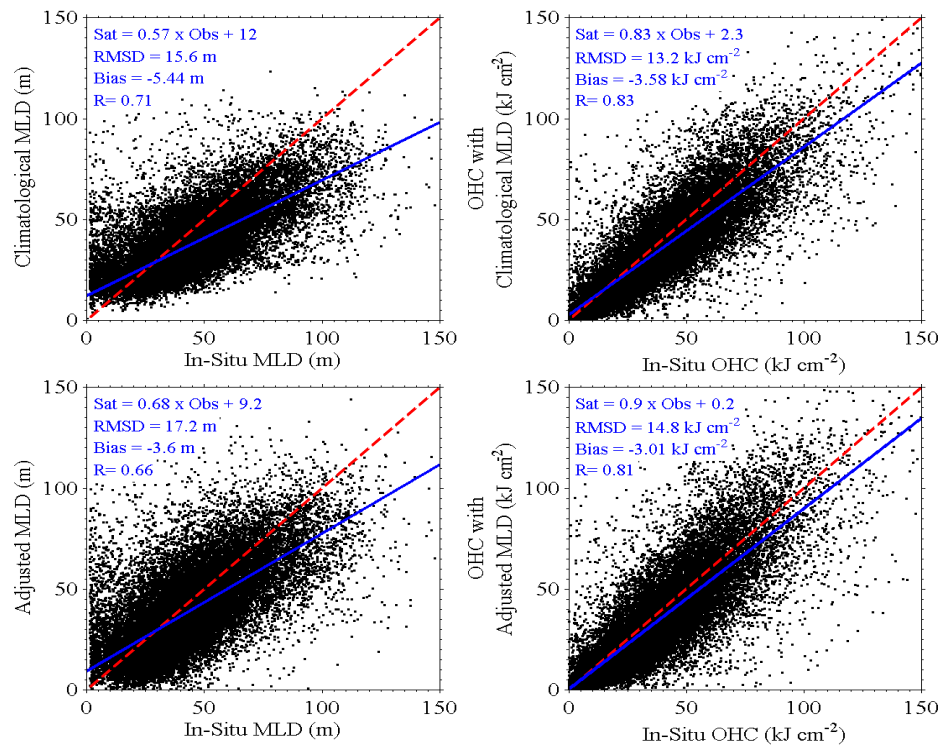 150
100
50
0
Climatological MLD (m)
Sat = 0.57 x Obs + 12
RMSD = 15.6 m
Bias = -5.44 m
R= 0.71
0 50 100 150
In-Situ MLD (m)
150
100
50
0
OHC with
Climatological MLD (kJ cm⁻²)
Sat = 0.83 x Obs + 2.3
RMSD = 13.2 kJ cm⁻²
Bias = -3.58 kJ cm⁻²
R= 0.83
0 50 100 150
In-Situ OHC (kJ cm⁻²)
150
100
50
0
Adjusted MLD (m)
Sat = 0.68 x Obs + 9.2
RMSD = 17.2 m
Bias = -3.6 m
R= 0.66
0 50 100 150
In-Situ MLD (m)
150
100
50
0
OHC with
Adjusted MLD (kJ cm⁻²)
Sat = 0.9 x Obs + 0.2
RMSD = 14.8 kJ cm⁻²
Bias = -3.01 kJ cm⁻²
R= 0.81
0 50 100 150
In-Situ OHC (kJ cm⁻²)